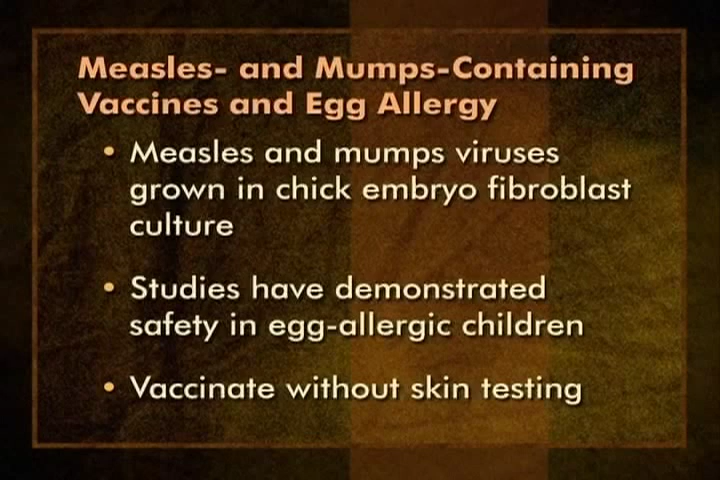 Measles- and Mumps-Containing
Vaccines and Egg Allergy
• Measles and mumps viruses
grown in chick embryo fibroblast
culture
• Studies have demonstrated
safety in egg-allergic children
• Vaccinate without skin testing